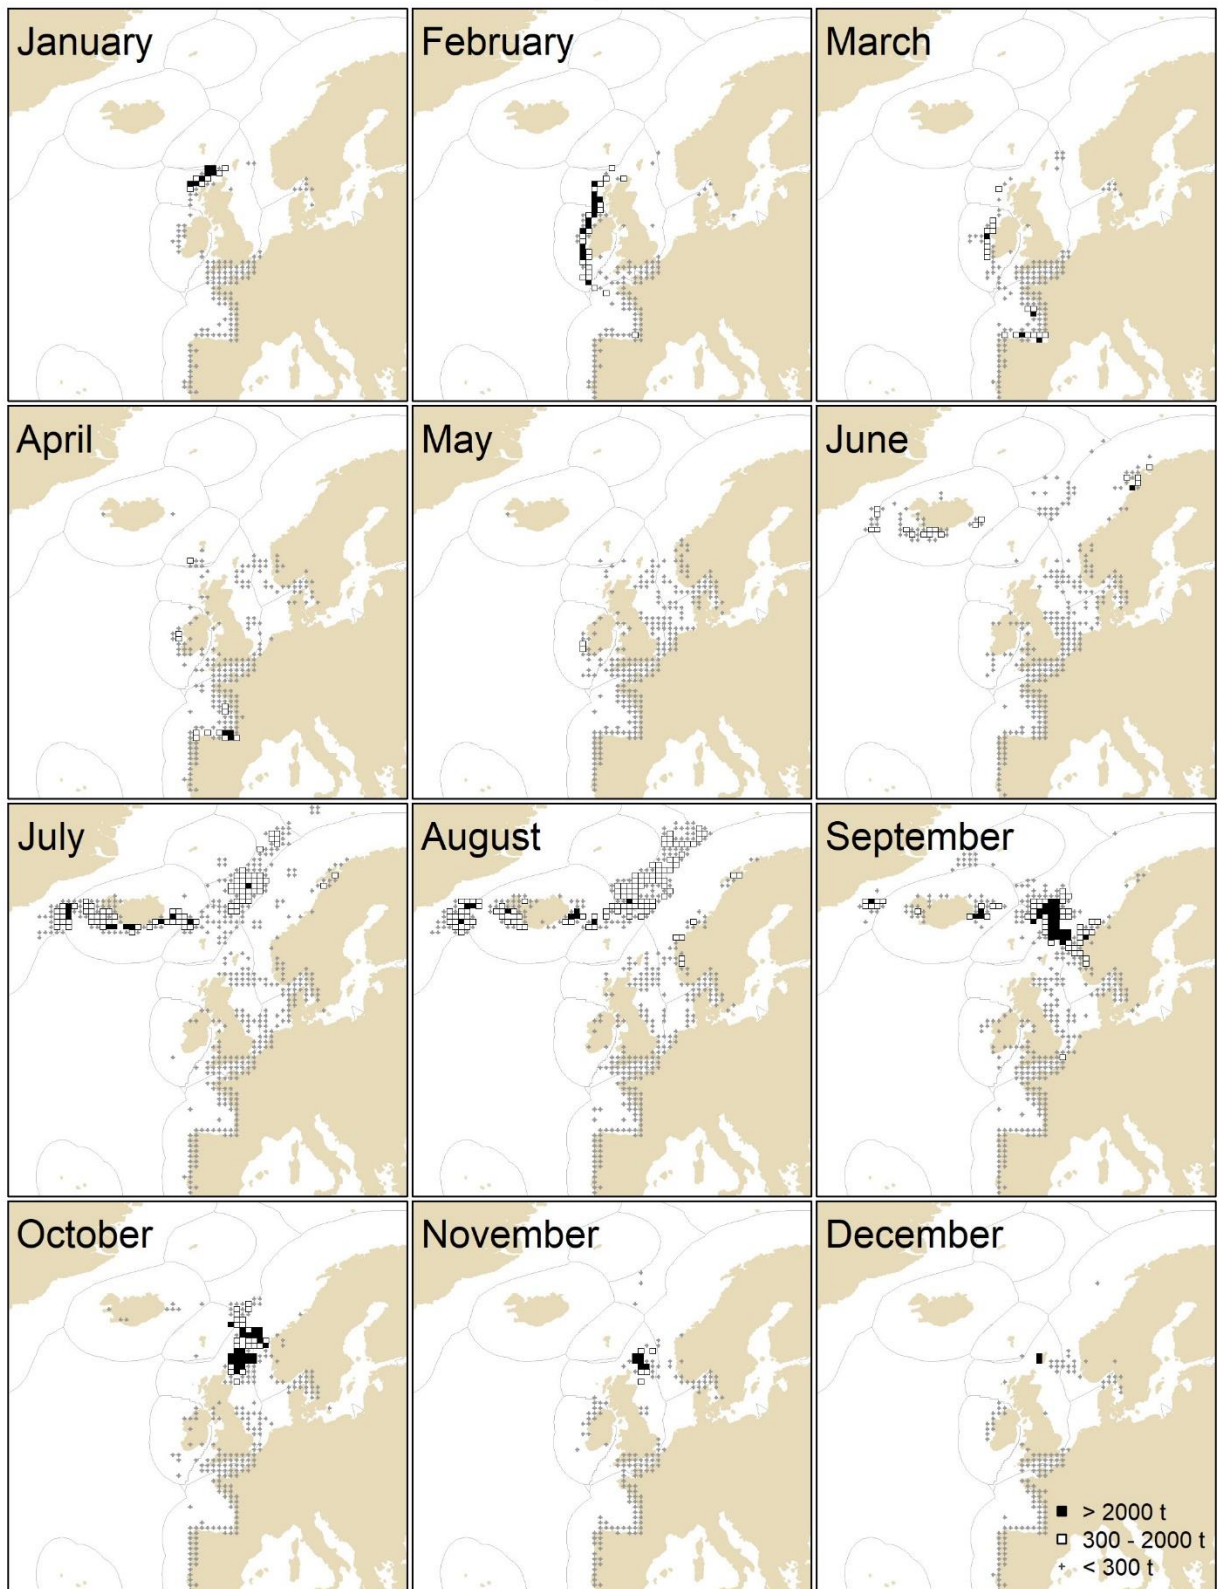 January
February
March
April
May
June
July
August
September
October
November
December
> 2000 t
300 - 2000 t
< 300 t